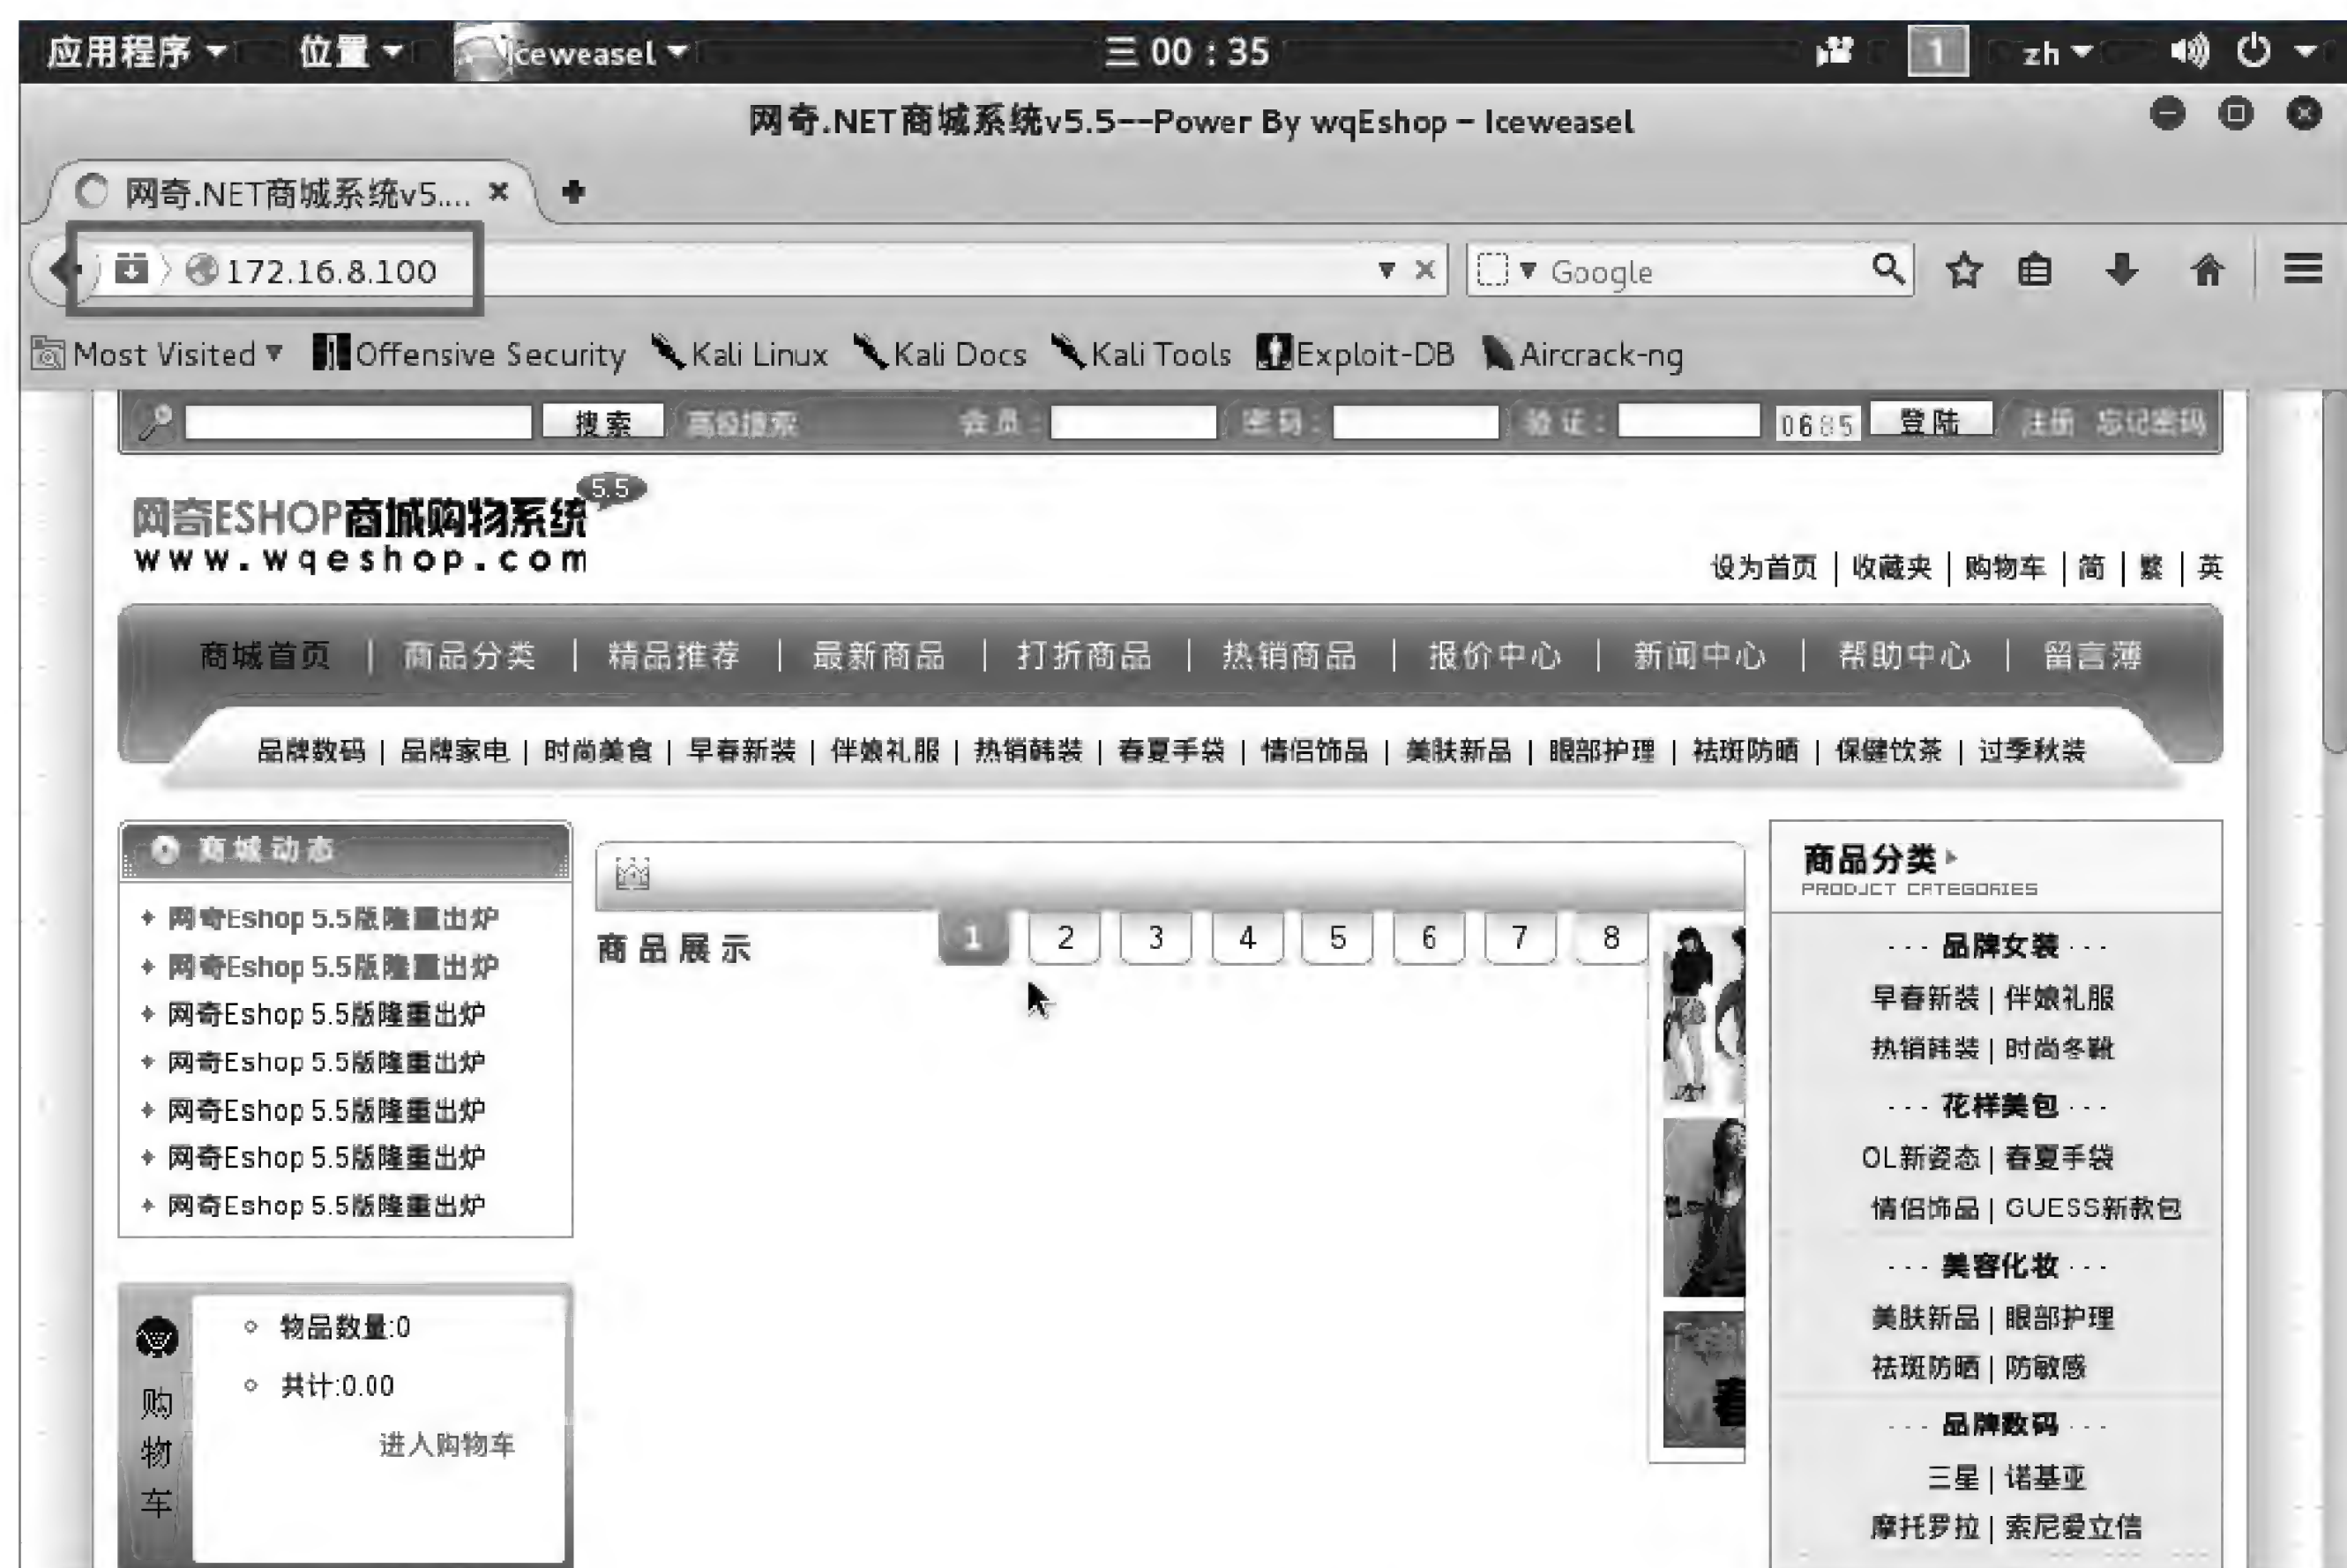 应用程序 位置 Iceweasel 三 00 : 35 1 zh
网奇.NET商城系统v5.5--Power By wqEshop - Iceweasel
网奇.NET商城系统v5....
172.16.8.100 Google
Most Visited Offensive Security Kali Linux Kali Docs Kali Tools Exploit-DB Aircrack-ng
搜索 高级搜索 会员: 密码: 验证: 0685 登陆 注册 忘记密码
5.5
网奇ESHOP商城购物系统
www.wqeshop.com
设为首页 | 收藏夹 | 购物车 | 简 | 繁 | 英
商城首页 | 商品分类 | 精品推荐 | 最新商品 | 打折商品 | 热销商品 | 报价中心 | 新闻中心 | 帮助中心 | 留言薄
品牌数码 | 品牌家电 | 时尚美食 | 早春新装 | 伴娘礼服 | 热销韩装 | 春夏手袋 | 情侣饰品 | 美肤新品 | 眼部护理 | 祛斑防晒 | 保健饮茶 | 过季秋装
商城动态
网奇Eshop 5.5版隆重出炉
网奇Eshop 5.5版隆重出炉
网奇Eshop 5.5版隆重出炉
网奇Eshop 5.5版隆重出炉
网奇Eshop 5.5版隆重出炉
网奇Eshop 5.5版隆重出炉
网奇Eshop 5.5版隆重出炉
购物车
物品数量:0
共计:0.00
进入购物车
商品展示 1 2 3 4 5 6 7 8
春
商品分类
PRODUCT CATEGORIES
--- 品牌女装 ---
早春新装 | 伴娘礼服
热销韩装 | 时尚冬靴
--- 花样美包 ---
OL新姿态 | 春夏手袋
情侣饰品 | GUESS新款包
--- 美容化妆 ---
美肤新品 | 眼部护理
祛斑防晒 | 防敏感
--- 品牌数码 ---
三星 | 诺基亚
摩托罗拉 | 索尼爱立信